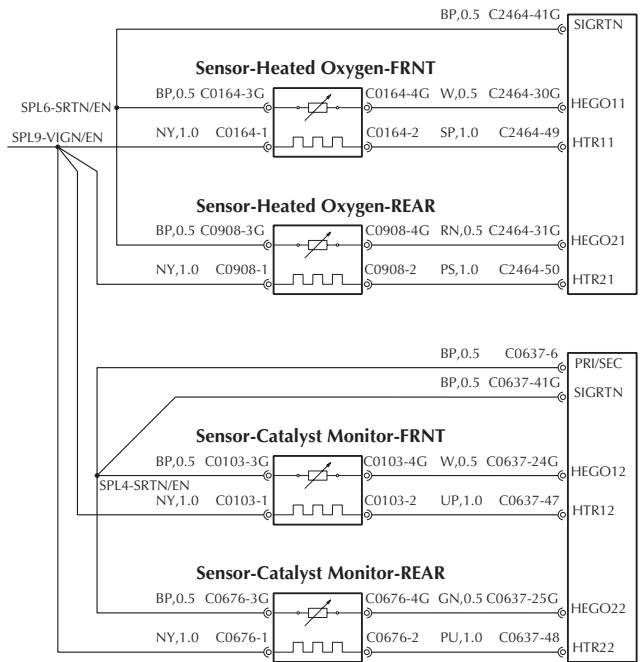 BP,0.5 C2464-41G SIGRTN
Sensor-Heated Oxygen-FRNT
BP,0.5 C0164-3G C0164-4G W,0.5 C2464-30G HEGO11
SPL6-SRTN/EN
NY,1.0 C0164-1 C0164-2 SP,1.0 C2464-49 HTR11
SPL9-VIGN/EN
Sensor-Heated Oxygen-REAR
BP,0.5 C0908-3G C0908-4G RN,0.5 C2464-31G HEGO21
NY,1.0 C0908-1 C0908-2 PS,1.0 C2464-50 HTR21
BP,0.5 C0637-6 PRI/SEC
BP,0.5 C0637-41G SIGRTN
Sensor-Catalyst Monitor-FRNT
BP,0.5 C0103-3G C0103-4G W,0.5 C0637-24G HEGO12
SPL4-SRTN/EN
NY,1.0 C0103-1 C0103-2 UP,1.0 C0637-47 HTR12
Sensor-Catalyst Monitor-REAR
BP,0.5 C0676-3G C0676-4G GN,0.5 C0637-25G HEGO22
NY,1.0 C0676-1 C0676-2 PU,1.0 C0637-48 HTR22